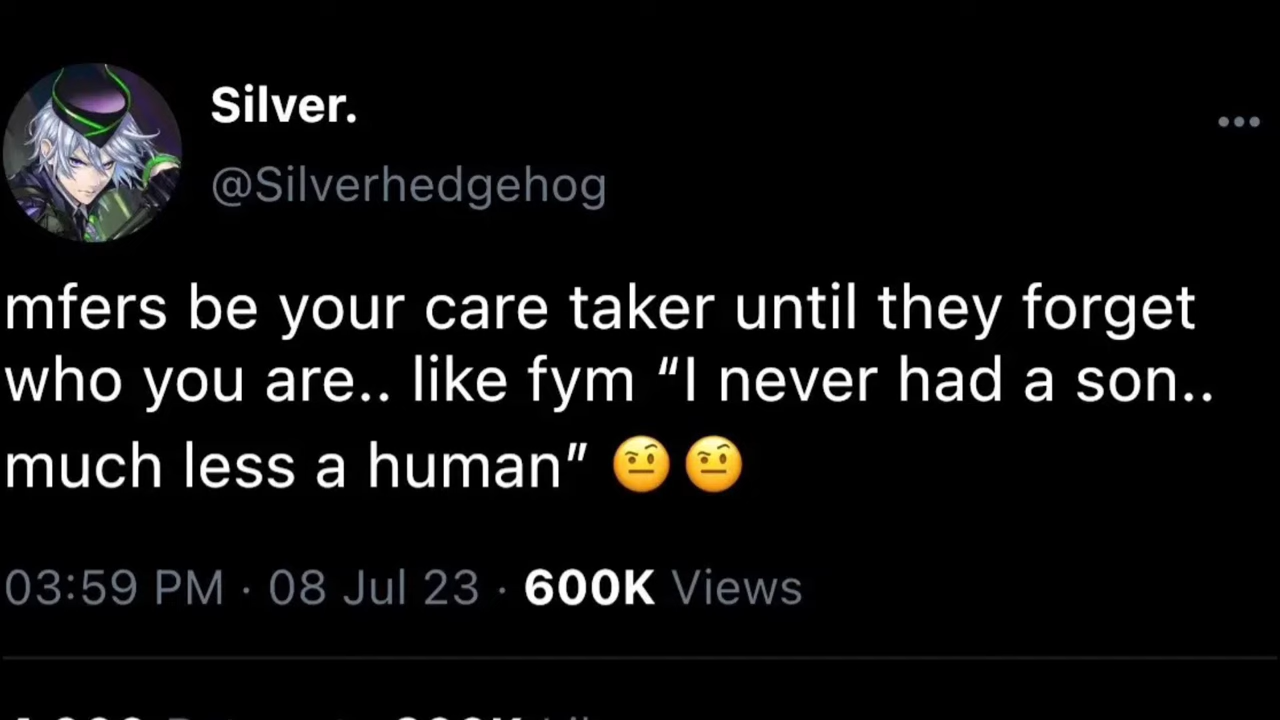 Silver.
@Silverhedgehog
mfers be your care taker until they forget
who you are.. like fym “I never had a son..
much less a human” 🤨🤨
03:59 PM · 08 Jul 23 · 600K Views